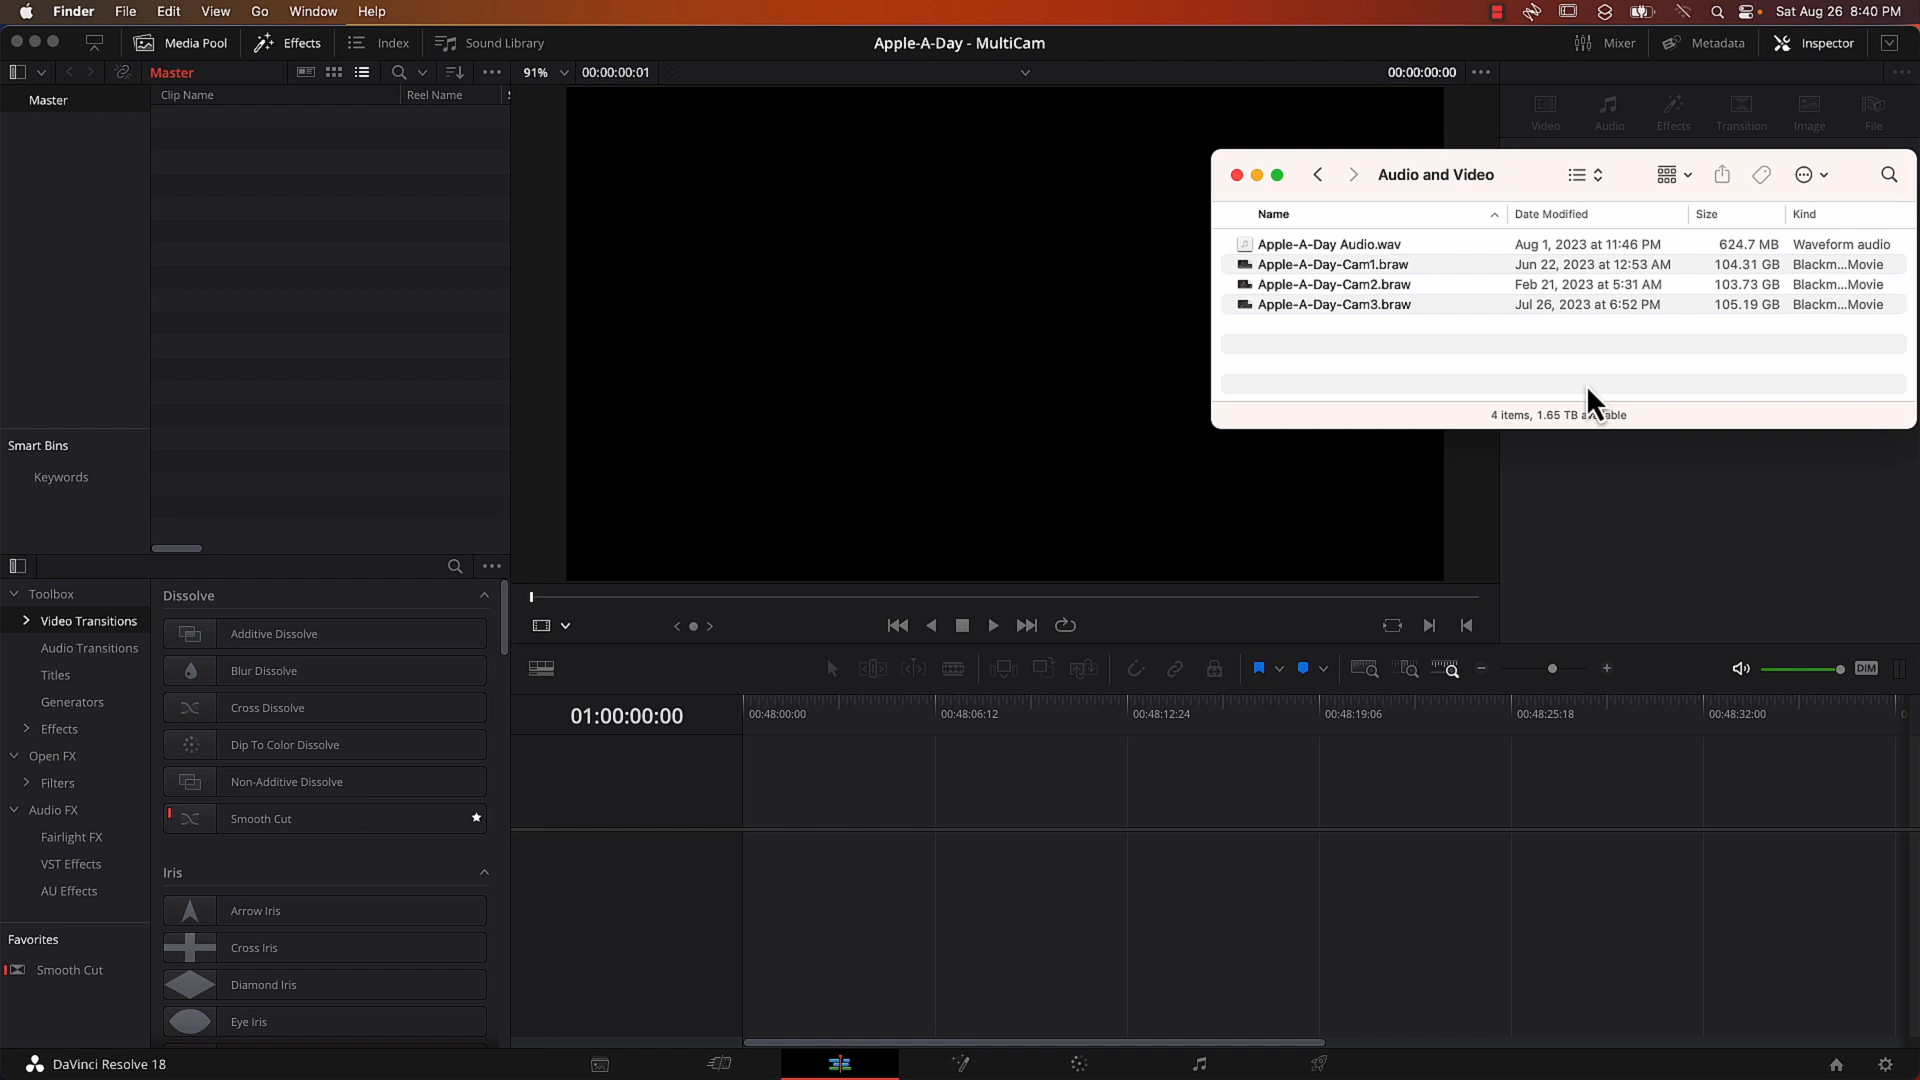 Finder File Edit View Go Window Help Sat Aug 26 8:40 PM
Media Pool Effects Index Sound Library Apple-A-Day - MultiCam Mixer Metadata Inspector
Master 91% 00:00:00:01 00:00:00:00
Master Clip Name Reel Name
Video Audio Effects Transition Image File
Audio and Video
Name Date Modified Size Kind
Apple-A-Day Audio.wav Aug 1, 2023 at 11:46 PM 624.7 MB Waveform audio
Apple-A-Day-Cam1.braw Jun 22, 2023 at 12:53 AM 104.31 GB Blackm...Movie
Apple-A-Day-Cam2.braw Feb 21, 2023 at 5:31 AM 103.73 GB Blackm...Movie
Apple-A-Day-Cam3.braw Jul 26, 2023 at 6:52 PM 105.19 GB Blackm...Movie
4 items, 1.65 TB
Smart Bins
Keywords
Toolbox
Video Transitions
Audio Transitions
Titles
Generators
Effects
Open FX
Filters
Audio FX
Fairlight FX
VST Effects
AU Effects
Favorites
Smooth Cut
Dissolve
Additive Dissolve
Blur Dissolve
Cross Dissolve
Dip To Color Dissolve
Non-Additive Dissolve
Smooth Cut
Iris
Arrow Iris
Cross Iris
Diamond Iris
Eye Iris
DIM
01:00:00:00 00:48:00:00 00:48:06:12 00:48:12:24 00:48:19:06 00:48:25:18 00:48:32:00
DaVinci Resolve 18